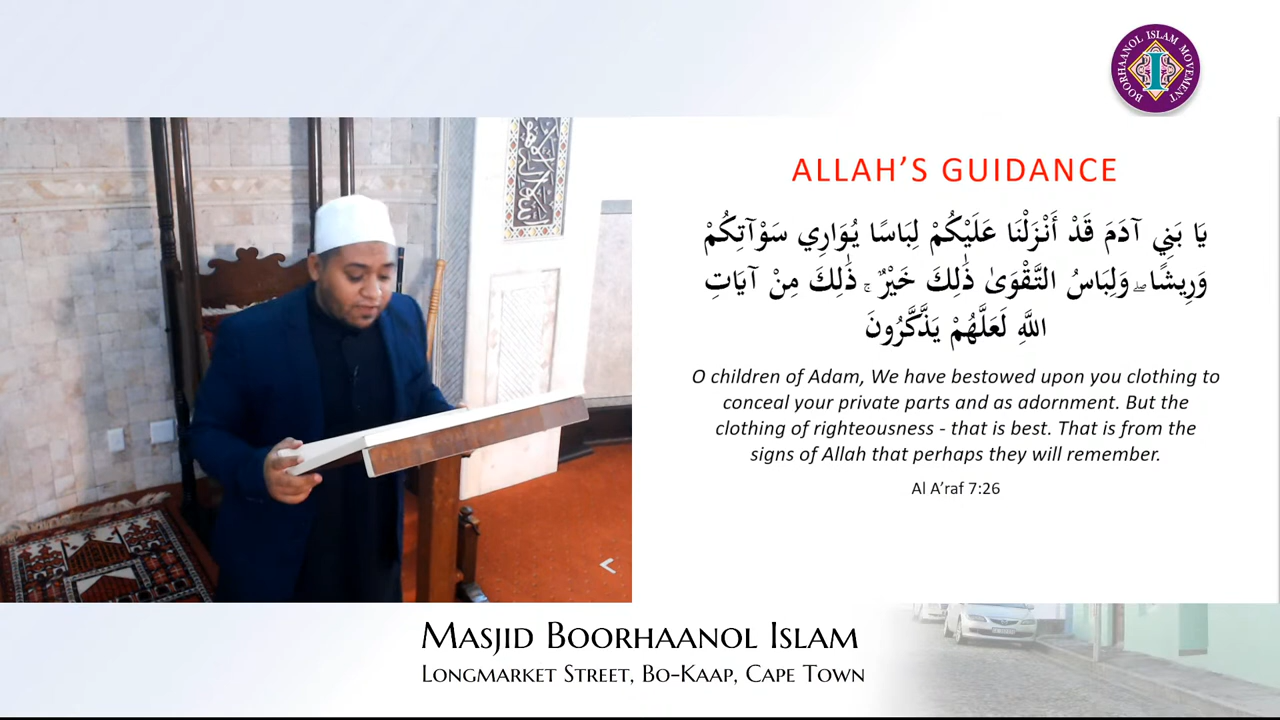 BOORHAANOL ISLAM MOVEMENT
I
ALLAH’S GUIDANCE
يَا بَنِي آدَمَ قَدْ أَنْزَلْنَا عَلَيْكُمْ لِبَاسًا يُوَارِي سَوْآتِكُمْ
وَرِيشًا ۖ وَلِبَاسُ التَّقْوَىٰ ذَٰلِكَ خَيْرٌ ۚ ذَٰلِكَ مِنْ آيَاتِ
اللَّهِ لَعَلَّهُمْ يَذَّكَّرُونَ
O children of Adam, We have bestowed upon you clothing to
conceal your private parts and as adornment. But the
clothing of righteousness - that is best. That is from the
signs of Allah that perhaps they will remember.
Al A’raf 7:26
Masjid Boorhaanol Islam
Longmarket Street, Bo-Kaap, Cape Town